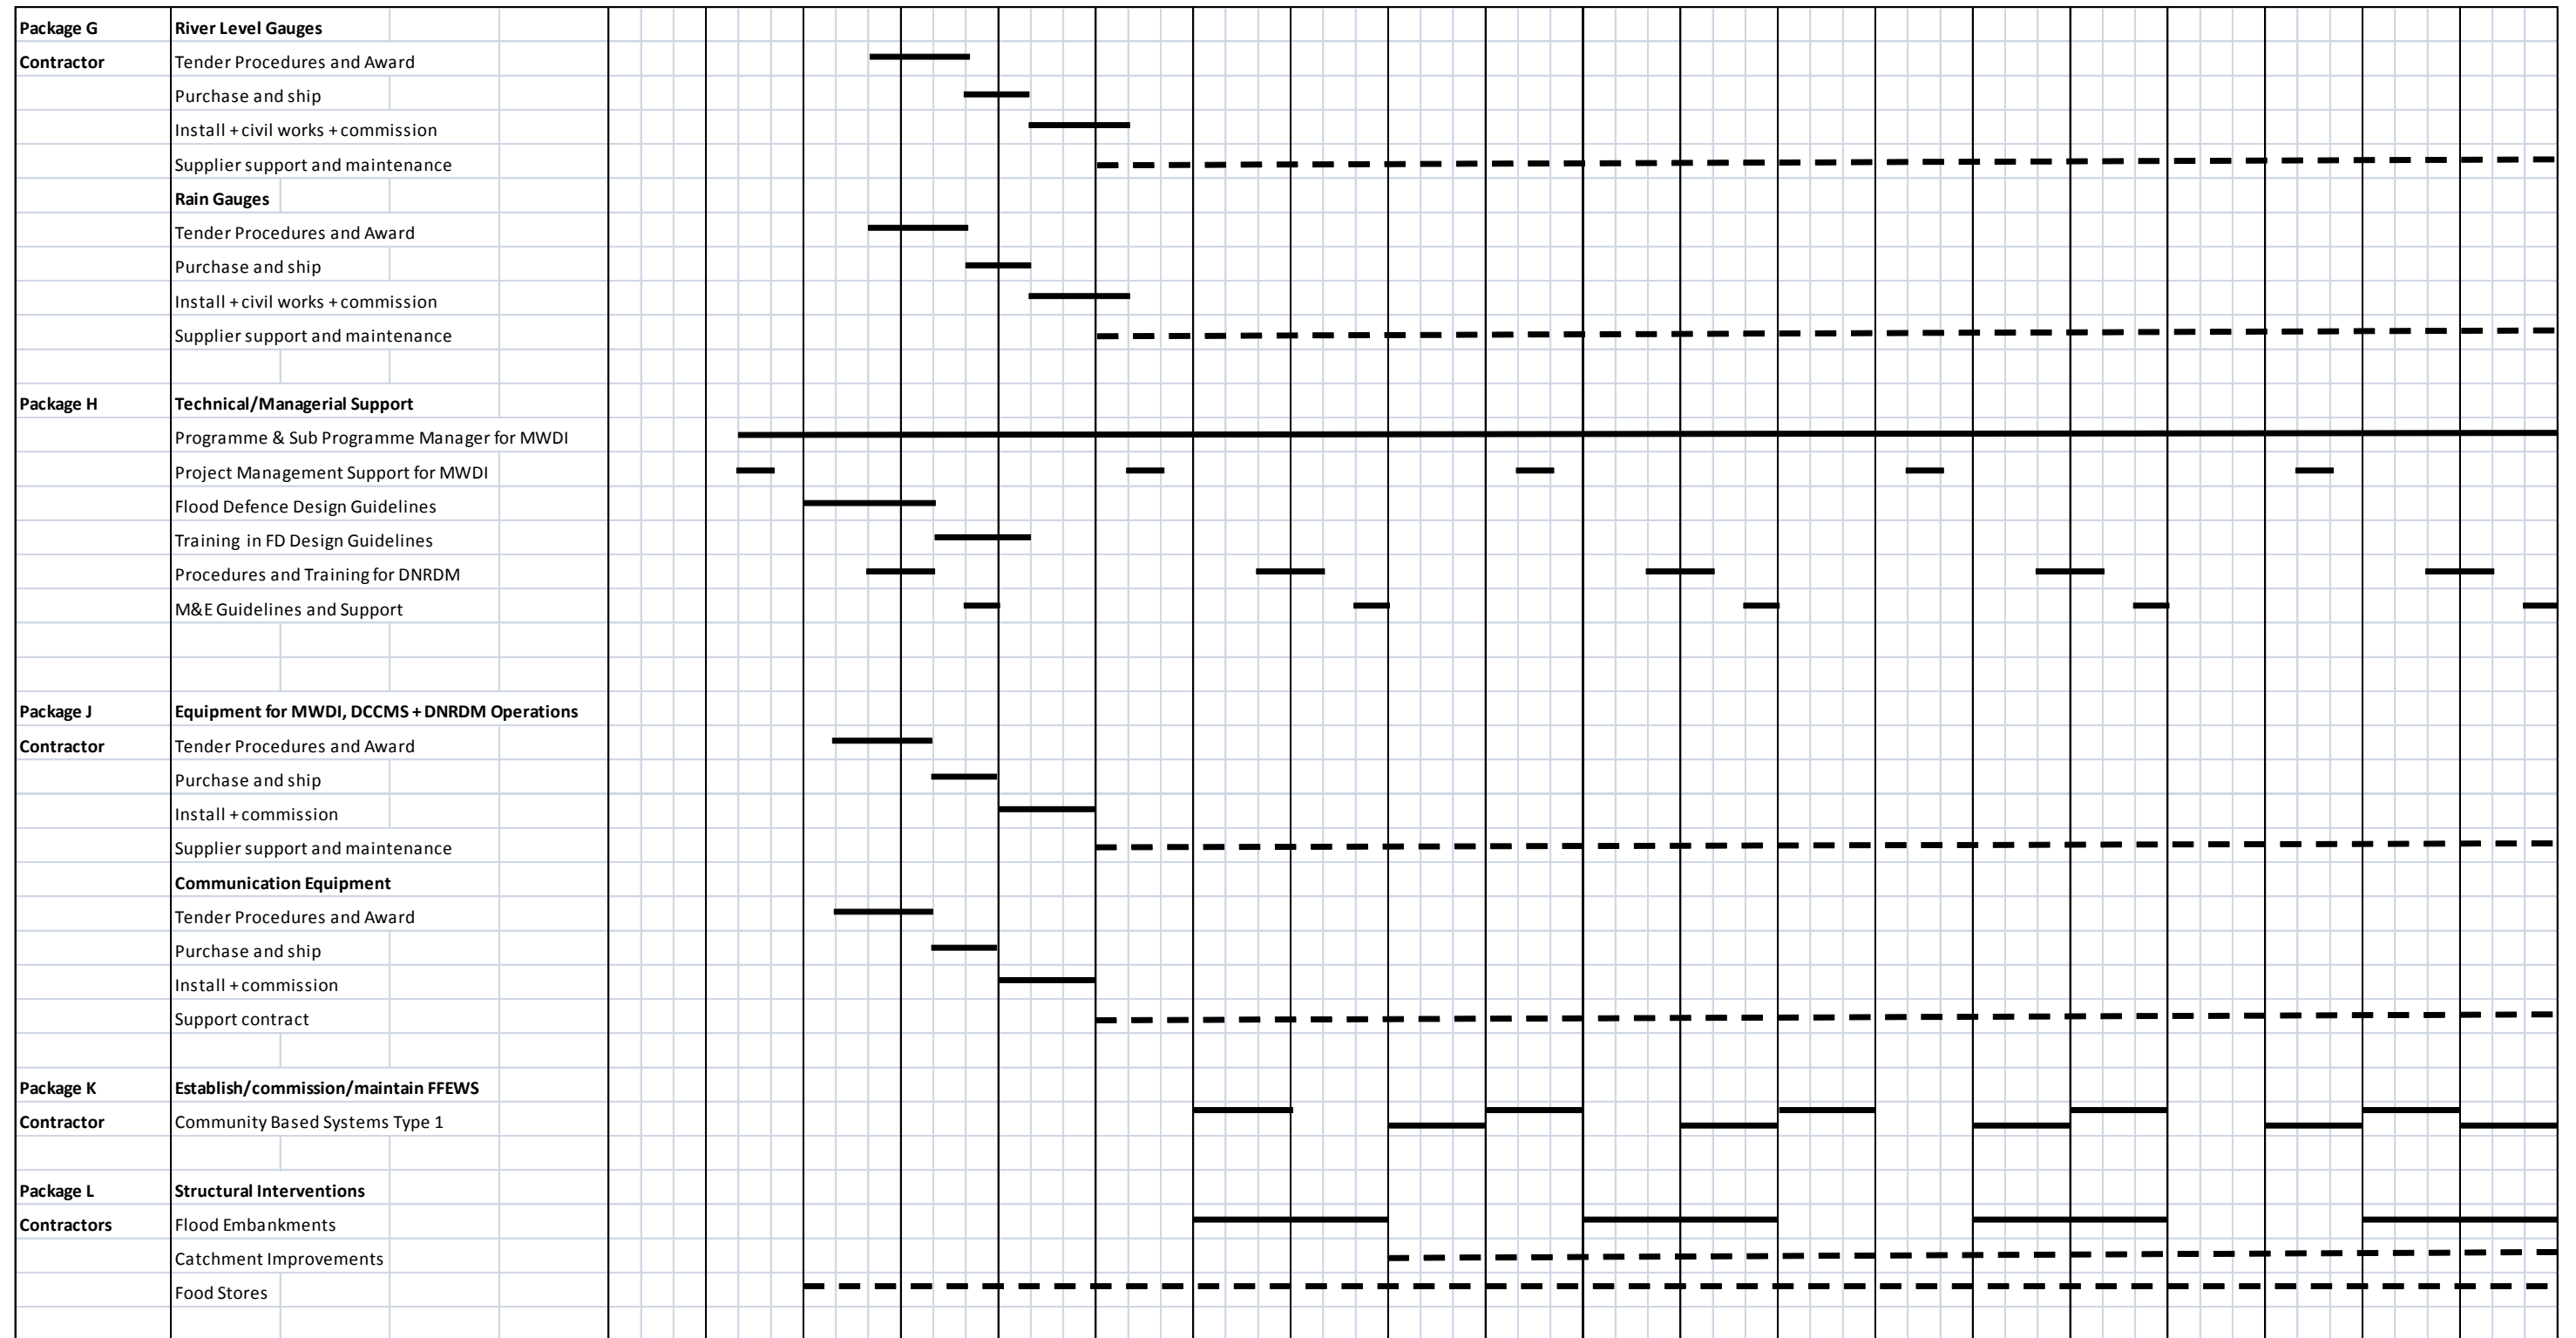 Package G River Level Gauges
Contractor Tender Procedures and Award
Purchase and ship
Install + civil works + commission
Supplier support and maintenance
Rain Gauges
Tender Procedures and Award
Purchase and ship
Install + civil works + commission
Supplier support and maintenance
Package H Technical/Managerial Support
Programme & Sub Programme Manager for MWDI
Project Management Support for MWDI
Flood Defence Design Guidelines
Training in FD Design Guidelines
Procedures and Training for DNRDM
M&E Guidelines and Support
Package J Equipment for MWDI, DCCMS + DNRDM Operations
Contractor Tender Procedures and Award
Purchase and ship
Install + commission
Supplier support and maintenance
Communication Equipment
Tender Procedures and Award
Purchase and ship
Install + commission
Support contract
Package K Establish/commission/maintain FFEWS
Contractor Community Based Systems Type 1
Package L Structural Interventions
Contractors Flood Embankments
Catchment Improvements
Food Stores